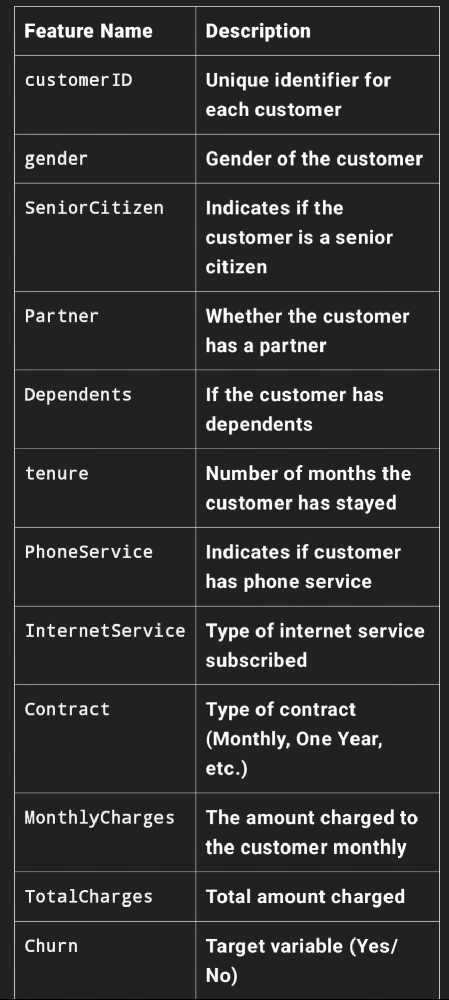 Feature Name Description
customerID Unique identifier for
each customer
gender Gender of the customer
SeniorCitizen Indicates if the
customer is a senior
citizen
Partner Whether the customer
has a partner
Dependents If the customer has
dependents
tenure Number of months the
customer has stayed
PhoneService Indicates if customer
has phone service
InternetService Type of internet service
subscribed
Contract Type of contract
(Monthly, One Year,
etc.)
MonthlyCharges The amount charged to
the customer monthly
TotalCharges Total amount charged
Churn Target variable (Yes/
No)